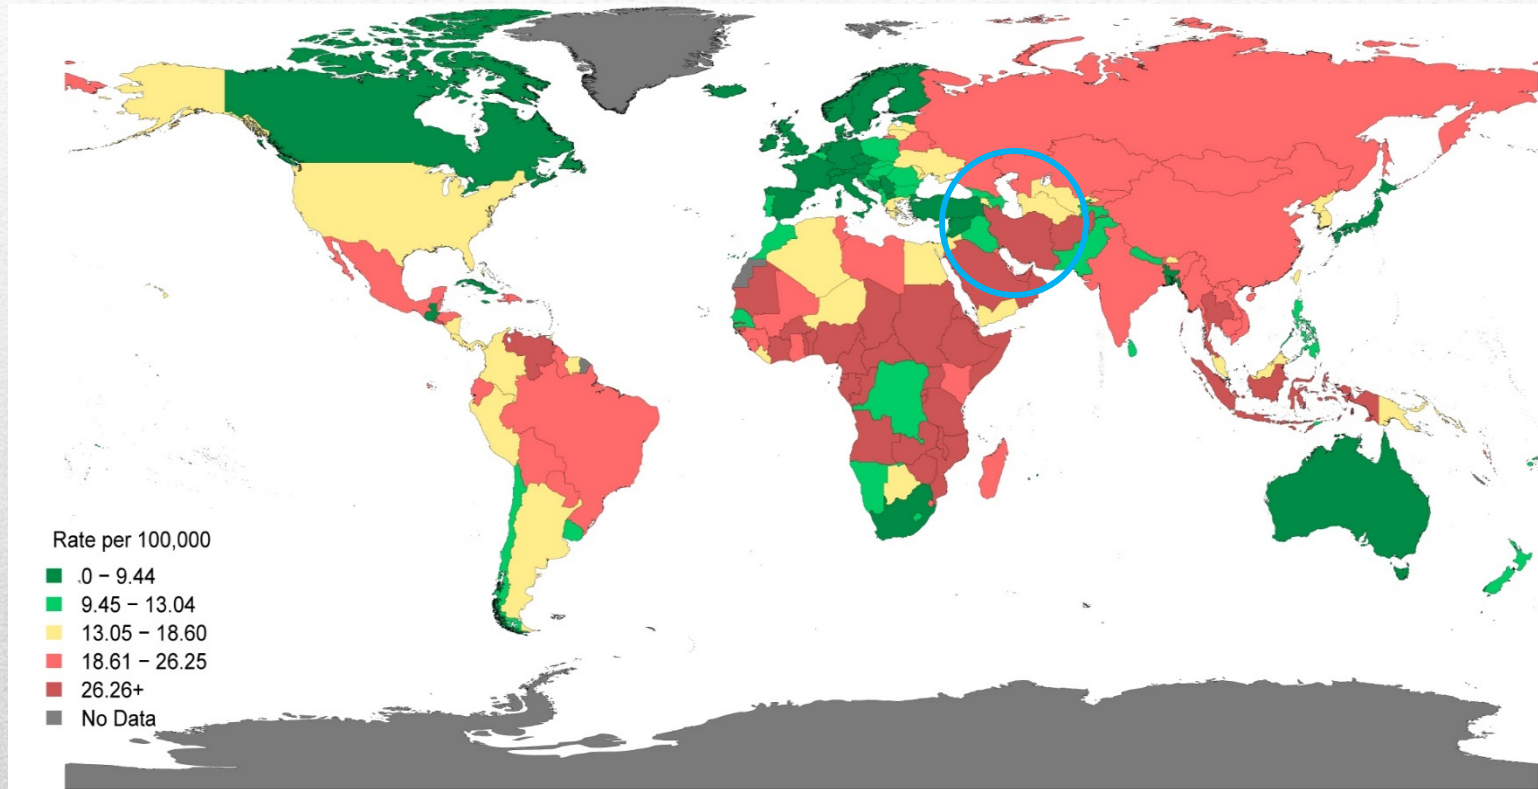 Rate per 100,000
.0 – 9.44
9.45 – 13.04
13.05 – 18.60
18.61 – 26.25
26.26+
No Data